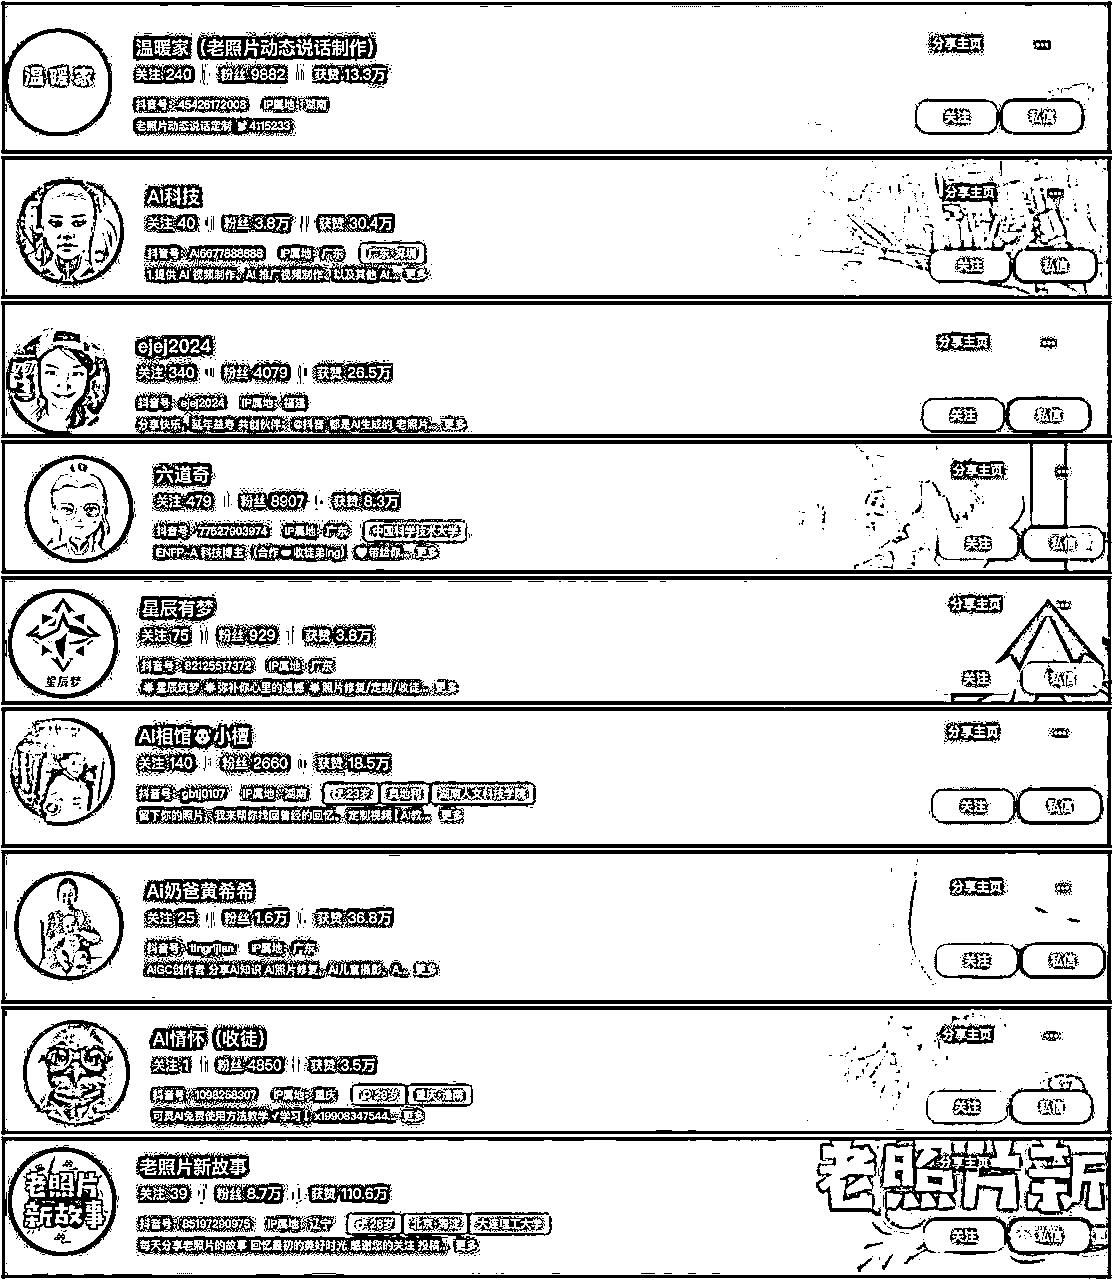 温暖家
温暖家（老照片动态说话制作）
分享主页
关注 240 粉丝 9882 获赞 13.3万
抖音号：45426172008 IP属地：湖南
老照片动态说话定制 4115233
关注 私信
AI科技
分享主页
关注 40 粉丝 3.8万 获赞 30.4万
抖音号：Ai6677888888 IP属地：广东 广东·深圳
1.提供 AI 视频制作、AI 推广视频制作、以及其他 AI... 更多
关注 私信
ejej2024
分享主页
关注 340 粉丝 4079 获赞 26.5万
抖音号：ejej2024 IP属地：福建
分享快乐，延年益寿 共创伙伴：@抖音 都是AI生成的 老照片... 更多
关注 私信
六道奇
分享主页
关注 479 粉丝 8907 获赞 8.3万
抖音号：77627903974 IP属地：广东 中国科学技术大学
ENFP-A 科技博主（合作 收徒弟ing） 带给你... 更多
关注 私信
星辰有梦
分享主页
关注 75 粉丝 929 获赞 3.8万
抖音号：82125517372 IP属地：广东
星辰筑梦 弥补你心里的遗憾 照片修复/定制/收徒... 更多
星辰梦
关注 私信
AI相馆 小檀
分享主页
关注 140 粉丝 2660 获赞 18.5万
抖音号：gbij0107 IP属地：湖南 23岁 奥地利 湖南人文科技学院
留下你的照片，我来帮你找回曾经的回忆。 定制视频 | Ai教... 更多
关注 私信
Ai奶爸黄希希
分享主页
关注 25 粉丝 1.6万 获赞 36.8万
抖音号：tingrjian IP属地：广东
AIGC创作者 分享AI知识 AI照片修复、AI儿童摄影、A... 更多
关注 私信
AI情怀（收徒）
分享主页
关注 1 粉丝 4850 获赞 3.5万
抖音号：1098258307 IP属地：重庆 28岁 重庆·潼南
可灵AI免费使用方法教学√学习 | x19908347544... 更多
关注 私信
老照片新故事
老照片新
分享主页
老照片
新故事
关注 39 粉丝 8.7万 获赞 110.6万
抖音号：85197290975 IP属地：辽宁 28岁 北京·海淀 大连理工大学
每天分享老照片的故事 回忆最初的美好时光 感谢您的关注 投稿... 更多
关注 私信